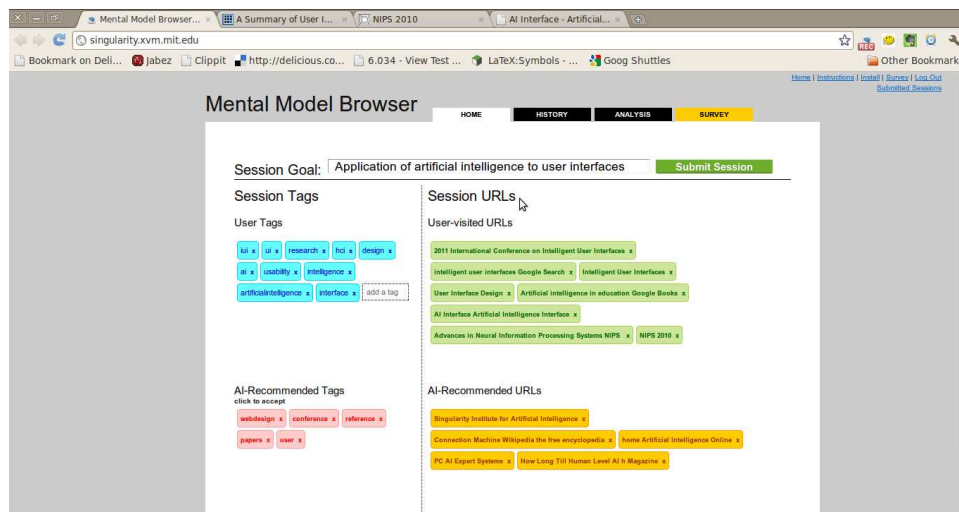 Mental Model Browser... × A Summary of User I... × NIPS 2010 × AI Interface - Artificial... ×
singularity.xvm.mit.edu
REC
Bookmark on Deli... Jabez Clippit http://delicious.co... 6.034 - View Test ... LaTeX:Symbols - ... Goog Shuttles Other Bookmark
Home | Instructions | Install | Survey | Log Out
Submitted Sessions
Mental Model Browser
HOME HISTORY ANALYSIS SURVEY
Session Goal: Application of artificial intelligence to user interfaces Submit Session
Session Tags
User Tags
iui x ui x research x hci x design x
ai x usability x intelligence x
artificialintelligence x interface x add a tag
AI-Recommended Tags
click to accept
webdesign x conference x reference x
papers x user x
Session URLs
User-visited URLs
2011 International Conference on Intelligent User Interfaces x
intelligent user interfaces Google Search x Intelligent User Interfaces x
User Interface Design x Artificial intelligence in education Google Books x
AI Interface Artificial Intelligence Interface x
Advances in Neural Information Processing Systems NIPS x NIPS 2010 x
AI-Recommended URLs
Singularity Institute for Artificial Intelligence x
Connection Machine Wikipedia the free encyclopedia x home Artificial Intelligence Online x
PC AI Expert Systems x How Long Till Human Level AI h Magazine x